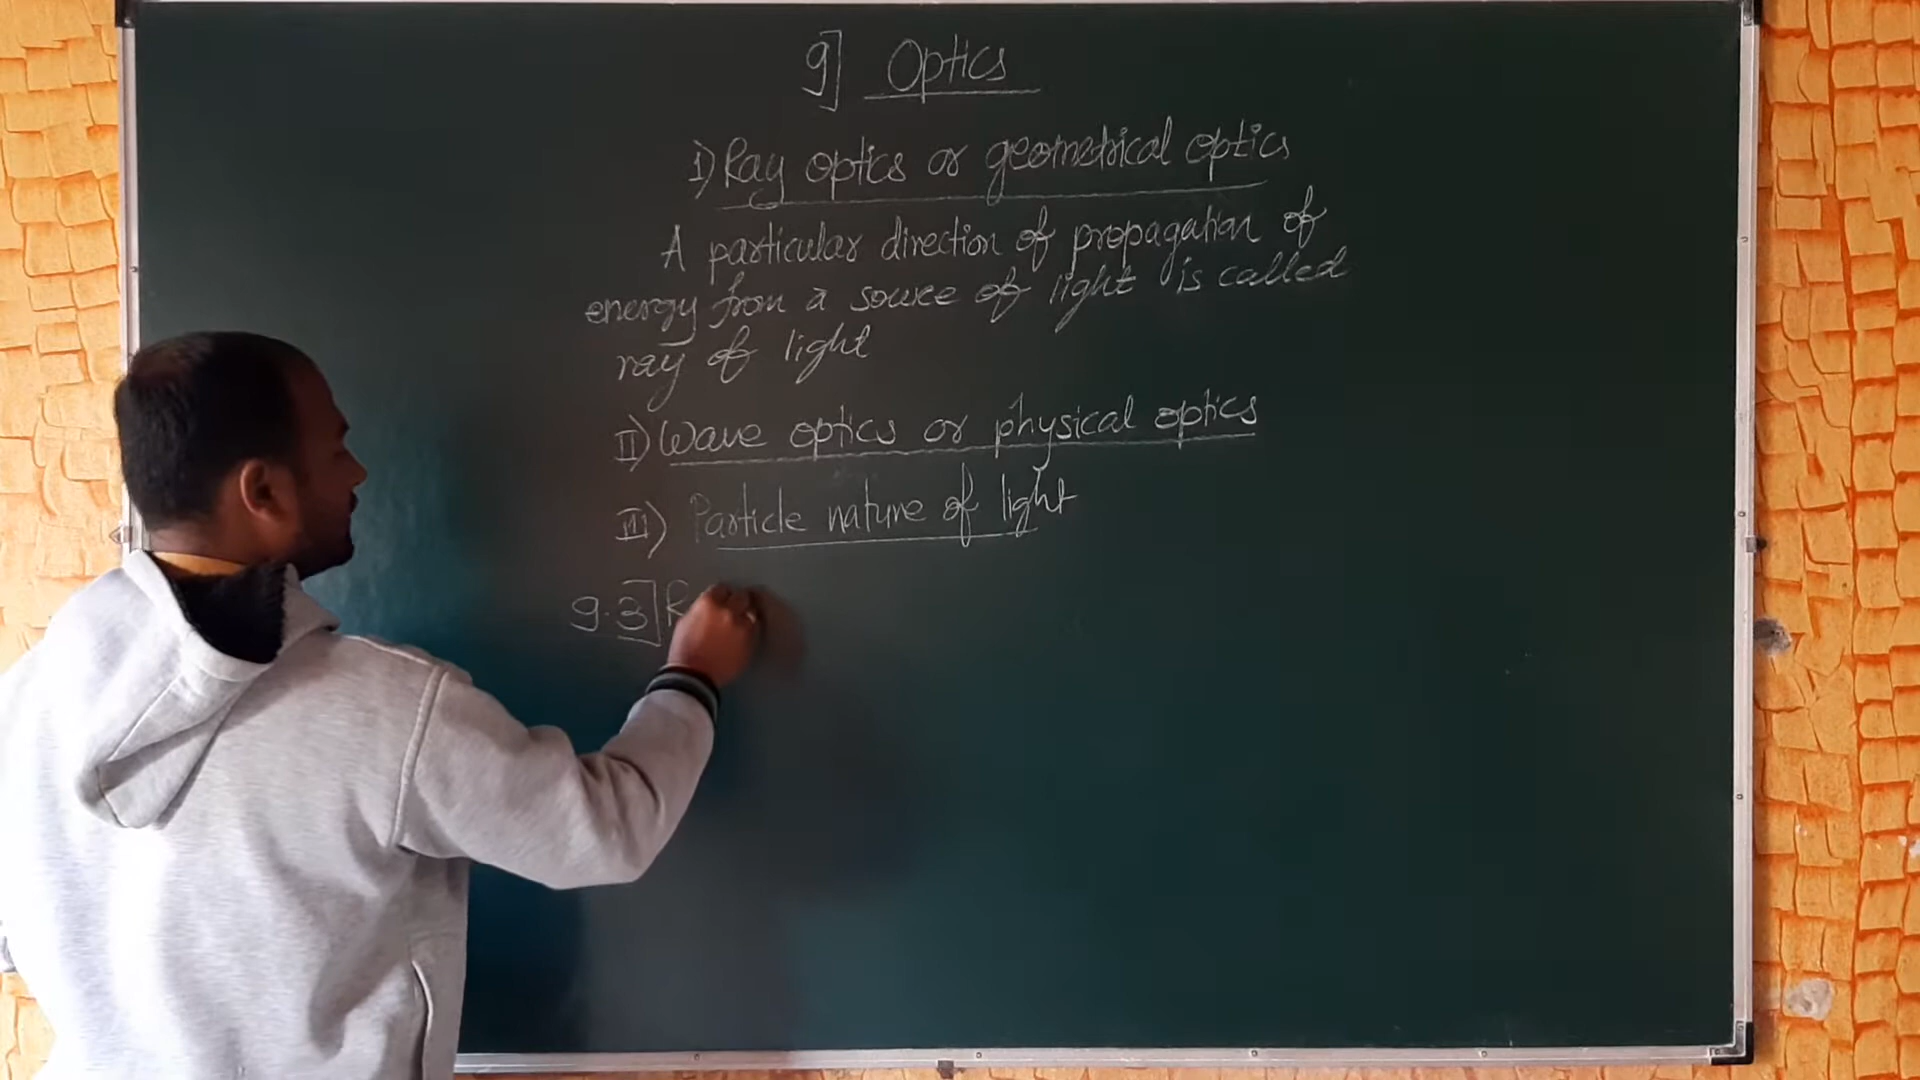 9] Optics
I) Ray optics or geometrical optics
A particular direction of propagation of
energy from a source of light is called
ray of light
II) Wave optics or physical optics
III) Particle nature of light
9.3] R